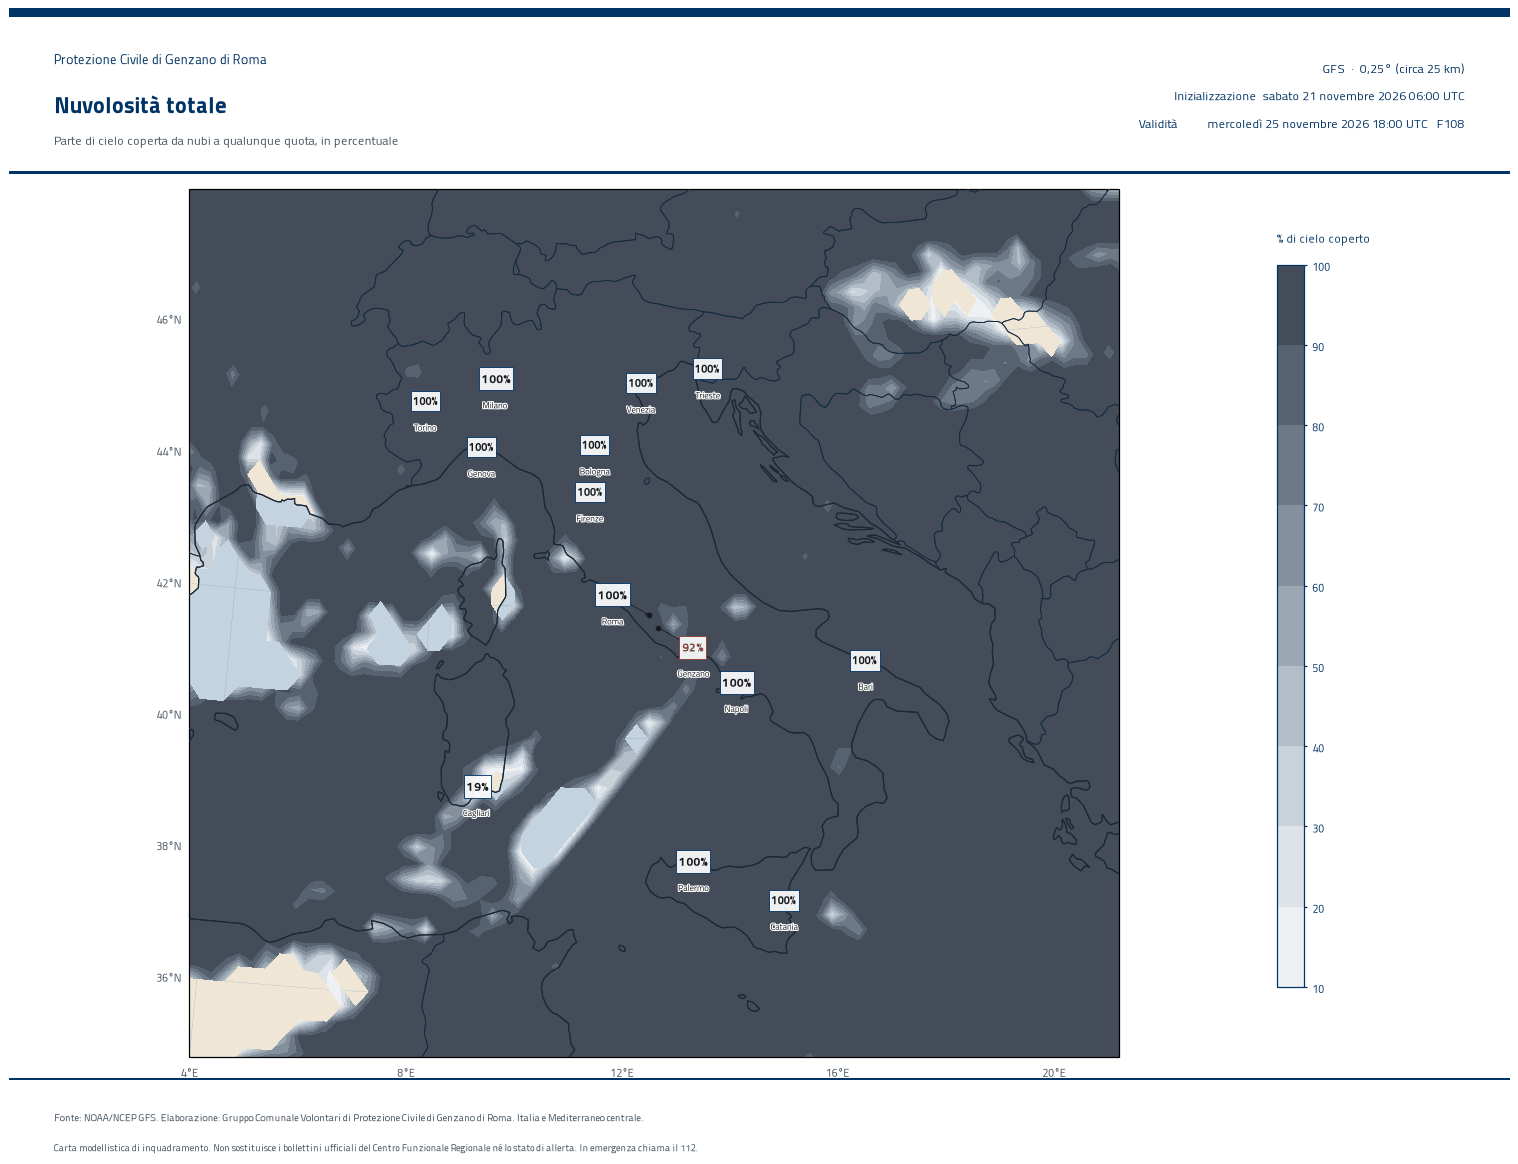 Protezione Civile di Genzano di Roma
Nuvolosità totale
Parte di cielo coperta da nubi a qualunque quota, in percentuale
GFS · 0,25° (circa 25 km)
Inizializzazione sabato 21 novembre 2026 06:00 UTC
Validità mercoledì 25 novembre 2026 18:00 UTC F108
% di cielo coperto
100
90
80
70
60
50
40
30
20
10
46°N
44°N
42°N
40°N
38°N
36°N
4°E
8°E
12°E
16°E
20°E
100%
Trieste
100%
Milano
100%
Venezia
100%
Torino
100%
Genova
100%
Bologna
100%
Firenze
100%
Roma
92%
Genzano
100%
Bari
100%
Napoli
19%
Cagliari
100%
Palermo
100%
Catania
Fonte: NOAA/NCEP GFS. Elaborazione: Gruppo Comunale Volontari di Protezione Civile di Genzano di Roma. Italia e Mediterraneo centrale.
Carta modellistica di inquadramento. Non sostituisce i bollettini ufficiali del Centro Funzionale Regionale né lo stato di allerta. In emergenza chiama il 112.